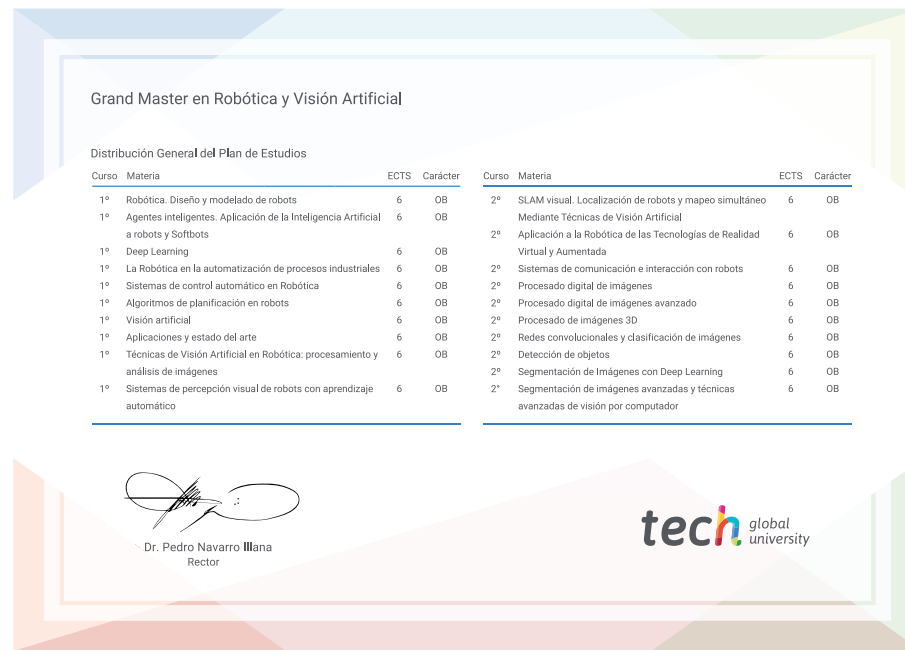 Grand Master en Robótica y Visión Artificial
Distribución General del Plan de Estudios
Curso Materia ECTS Carácter
1º Robótica. Diseño y modelado de robots 6 OB
1º Agentes inteligentes. Aplicación de la Inteligencia Artificial 6 OB
a robots y Softbots
1º Deep Learning 6 OB
1º La Robótica en la automatización de procesos industriales 6 OB
1º Sistemas de control automático en Robótica 6 OB
1º Algoritmos de planificación en robots 6 OB
1º Visión artificial 6 OB
1º Aplicaciones y estado del arte 6 OB
1º Técnicas de Visión Artificial en Robótica: procesamiento y 6 OB
análisis de imágenes
1º Sistemas de percepción visual de robots con aprendizaje 6 OB
automático
Curso Materia ECTS Carácter
2º SLAM visual. Localización de robots y mapeo simultáneo 6 OB
Mediante Técnicas de Visión Artificial
2º Aplicación a la Robótica de las Tecnologías de Realidad 6 OB
Virtual y Aumentada
2º Sistemas de comunicación e interacción con robots 6 OB
2º Procesado digital de imágenes 6 OB
2º Procesado digital de imágenes avanzado 6 OB
2º Procesado de imágenes 3D 6 OB
2º Redes convolucionales y clasificación de imágenes 6 OB
2º Detección de objetos 6 OB
2º Segmentación de Imágenes con Deep Learning 6 OB
2° Segmentación de imágenes avanzadas y técnicas 6 OB
avanzadas de visión por computador
Dr. Pedro Navarro Illana
Rector
tech global
university